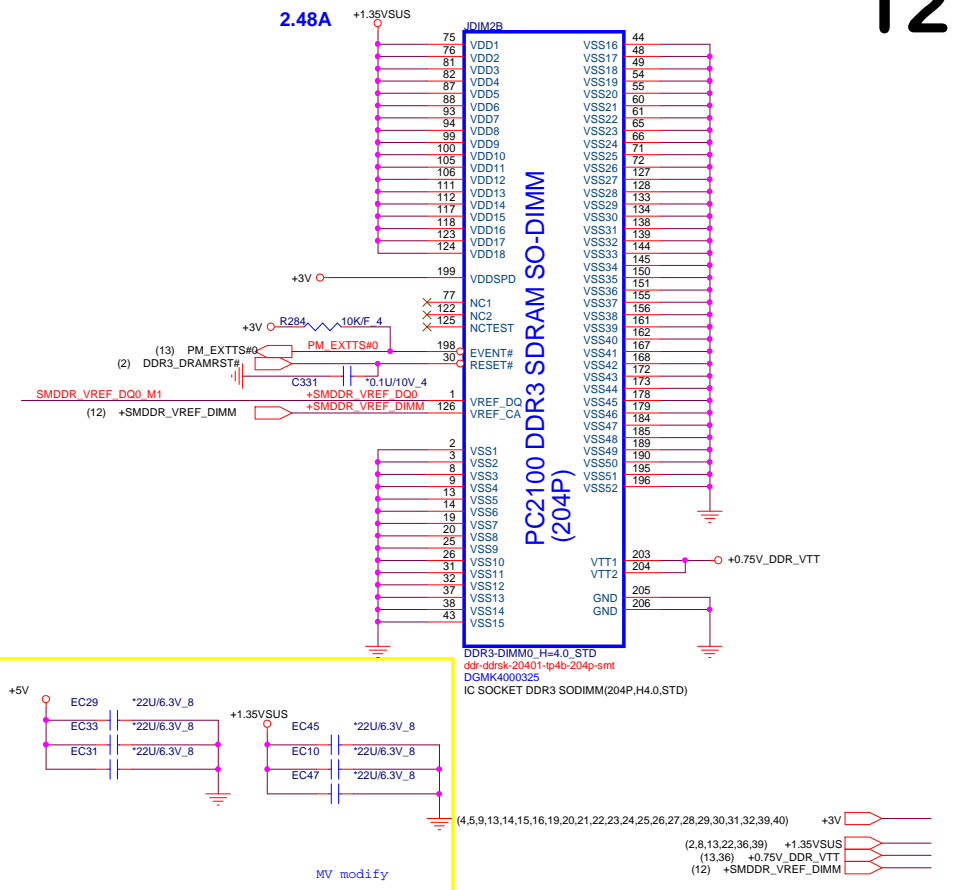 12
2.48A
+1.35VSUS
JDIM2B
75 VDD1 VSS16 44
76 VDD2 VSS17 48
81 VDD3 VSS18 49
82 VDD4 VSS19 54
87 VDD5 VSS20 55
88 VDD6 VSS21 60
93 VDD7 VSS22 61
94 VDD8 VSS23 65
99 VDD9 VSS24 66
100 VDD10 VSS25 71
105 VDD11 VSS26 72
106 VDD12 VSS27 127
111 VDD13 VSS28 128
112 VDD14 VSS29 133
117 VDD15 VSS30 134
118 VDD16 VSS31 138
123 VDD17 VSS32 139
124 VDD18 VSS33 144
VSS34 145
+3V 199 VDDSPD VSS35 150
VSS36 151
77 NC1 VSS37 155
122 NC2 VSS38 156
125 NCTEST VSS39 161
+3V R284 10K/F_4 VSS40 162
(13) PM_EXTTS#0 PM_EXTTS#0 198 EVENT# VSS41 167
(2) DDR3_DRAMRST# 30 RESET# VSS42 168
VSS43 172
C331 *0.1U/10V_4 VSS44 173
SMDDR_VREF_DQ0_M1 +SMDDR_VREF_DQ0 1 VREF_DQ VSS45 178
(12) +SMDDR_VREF_DIMM +SMDDR_VREF_DIMM 126 VREF_CA VSS46 179
VSS47 184
VSS48 185
2 VSS1 VSS49 189
3 VSS2 VSS50 190
8 VSS3 VSS51 195
9 VSS4 VSS52 196
13 VSS5
14 VSS6
19 VSS7
20 VSS8
25 VSS9
26 VSS10 VTT1 203 +0.75V_DDR_VTT
31 VSS11 VTT2 204
32 VSS12
37 VSS13 GND 205
38 VSS14 GND 206
43 VSS15
PC2100 DDR3 SDRAM SO-DIMM
(204P)
DDR3-DIMM0_H=4.0_STD
ddr-ddrsk-20401-tp4b-204p-smt
DGMK4000325
IC SOCKET DDR3 SODIMM(204P,H4.0,STD)
+5V
EC29 *22U/6.3V_8
EC33 *22U/6.3V_8
EC31 *22U/6.3V_8
+1.35VSUS
EC45 *22U/6.3V_8
EC10 *22U/6.3V_8
EC47 *22U/6.3V_8
MV modify
(4,5,9,13,14,15,16,19,20,21,22,23,24,25,26,27,28,29,30,31,32,39,40) +3V
(2,8,13,22,36,39) +1.35VSUS
(13,36) +0.75V_DDR_VTT
(12) +SMDDR_VREF_DIMM